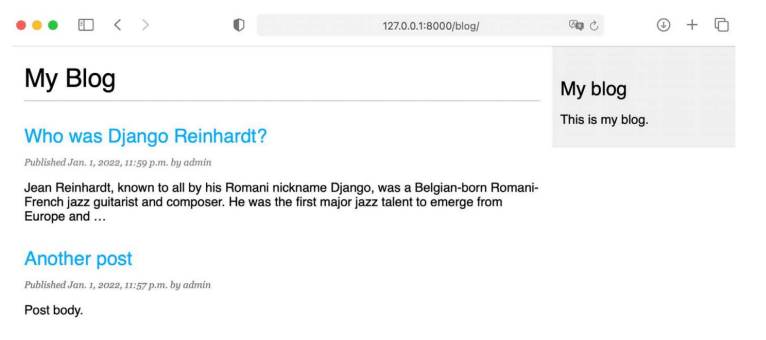 127.0.0.1:8000/blog/
My Blog
Who was Django Reinhardt?
Published Jan. 1, 2022, 11:59 p.m. by admin
Jean Reinhardt, known to all by his Romani nickname Django, was a Belgian-born Romani-
French jazz guitarist and composer. He was the first major jazz talent to emerge from
Europe and …
Another post
Published Jan. 1, 2022, 11:57 p.m. by admin
Post body.
My blog
This is my blog.